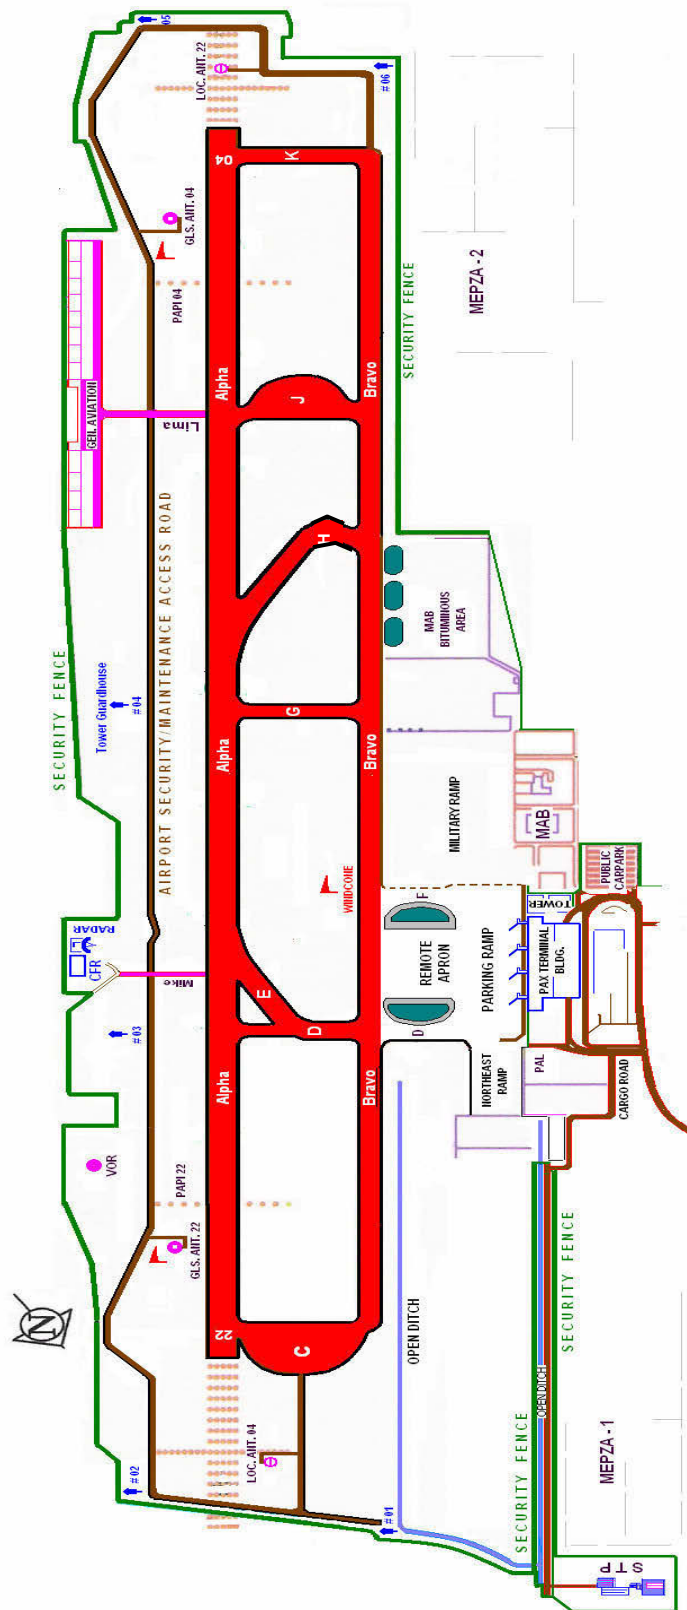 05
LOC. ANT. 22
# 06
04
K
GLS. ANT. 04
PAPI 04
MEPZA - 2
SECURITY FENCE
GEIL AVIATION
Lima
Alpha
J
Bravo
AIRPORT SECURITY/MAINTENANCE ACCESS ROAD
H
MAB
BITUMINOUS
AREA
SECURITY FENCE
Tower Guardhouse
# 04
G
Alpha
Bravo
MILITARY RAMP
MAB
PUBLIC
CARPARK
WINDCONE
F
TOWER
RADAR
CFR
Mike
E
REMOTE
APRON
PARKING RAMP
PAX TERMINAL
BLDG.
# 03
D
D
Alpha
Bravo
NORTHEAST
RAMP
PAL
CARGO ROAD
VOR
PAPI 22
GLS. ANT. 22
N
22
C
OPEN DITCH
SECURITY FENCE
OPEN DITCH
LOC. ANT. 04
# 02
# 01
SECURITY FENCE
MEPZA - 1
STP